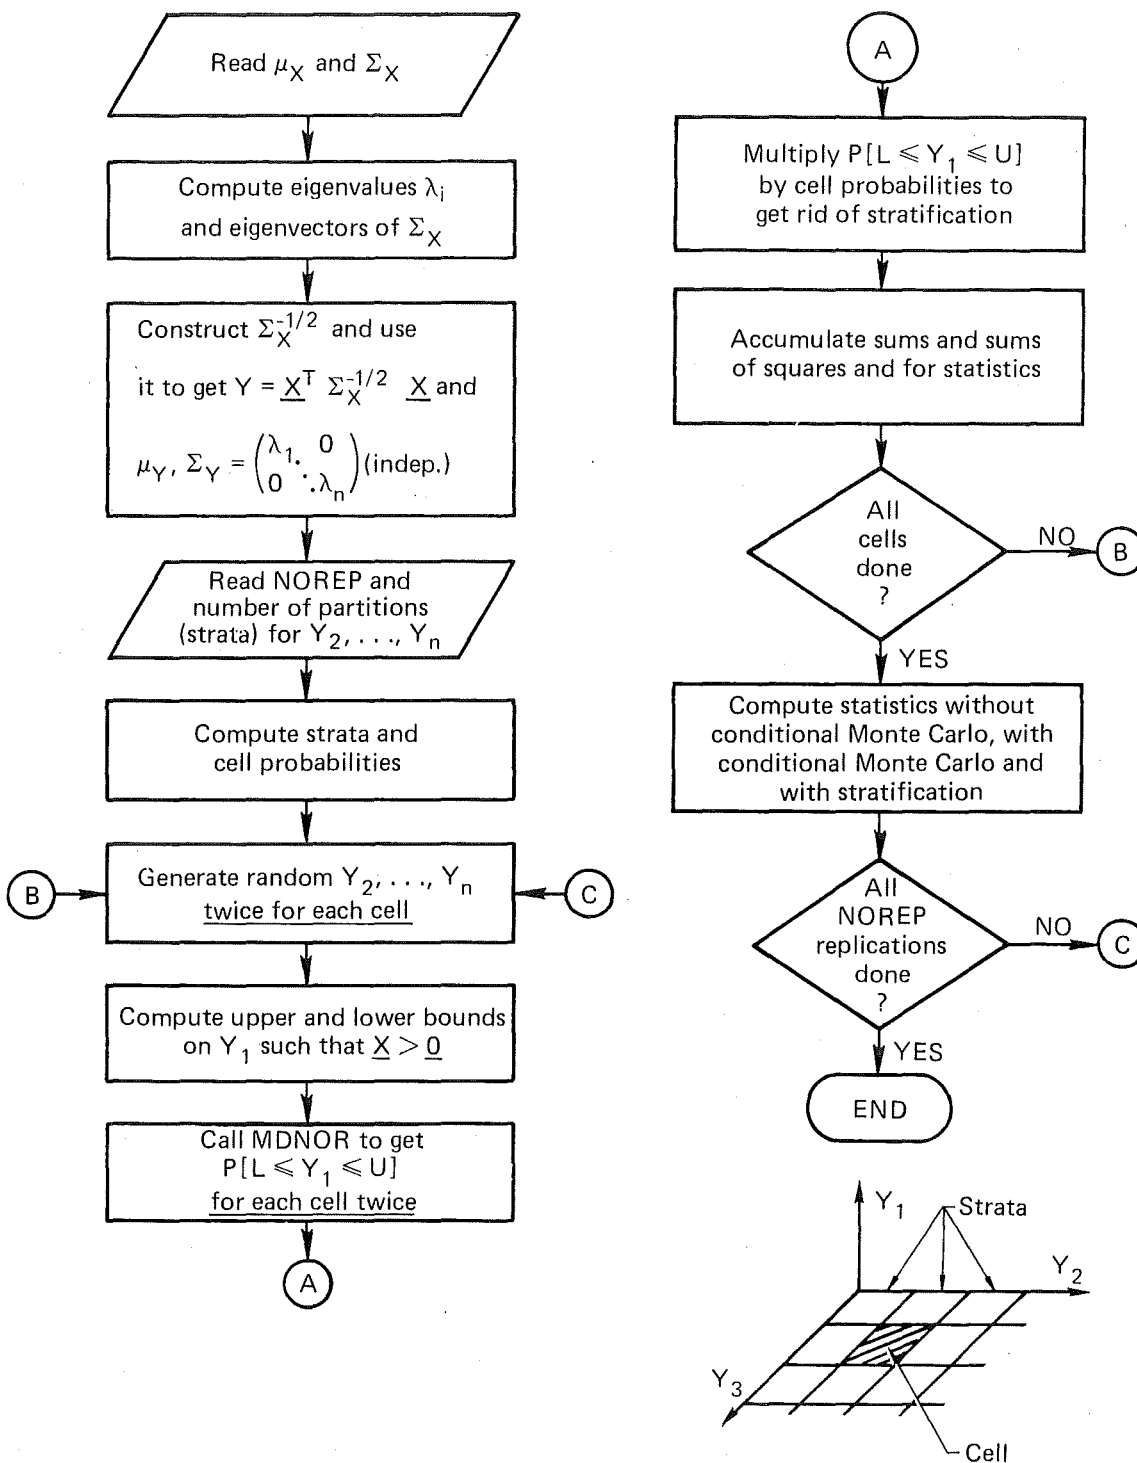 Read μX and ΣX
Compute eigenvalues λi
and eigenvectors of ΣX
Construct ΣX^-1/2 and use
it to get Y = X^T ΣX^-1/2 X and
μY, ΣY = (λ1 . 0
0 . . λn) (indep.)
Read NOREP and
number of partitions
(strata) for Y2, . . ., Yn
Compute strata and
cell probabilities
B
Generate random Y2, . . ., Yn
twice for each cell
C
Compute upper and lower bounds
on Y1 such that X > 0
Call MDNOR to get
P[L ⩽ Y1 ⩽ U]
for each cell twice
A
A
Multiply P[L ⩽ Y1 ⩽ U]
by cell probabilities to
get rid of stratification
Accumulate sums and sums
of squares and for statistics
All
cells
done
?
NO
B
YES
Compute statistics without
conditional Monte Carlo, with
conditional Monte Carlo and
with stratification
All
NOREP
replications
done
?
NO
C
YES
END
Y1
Strata
Y2
Y3
Cell